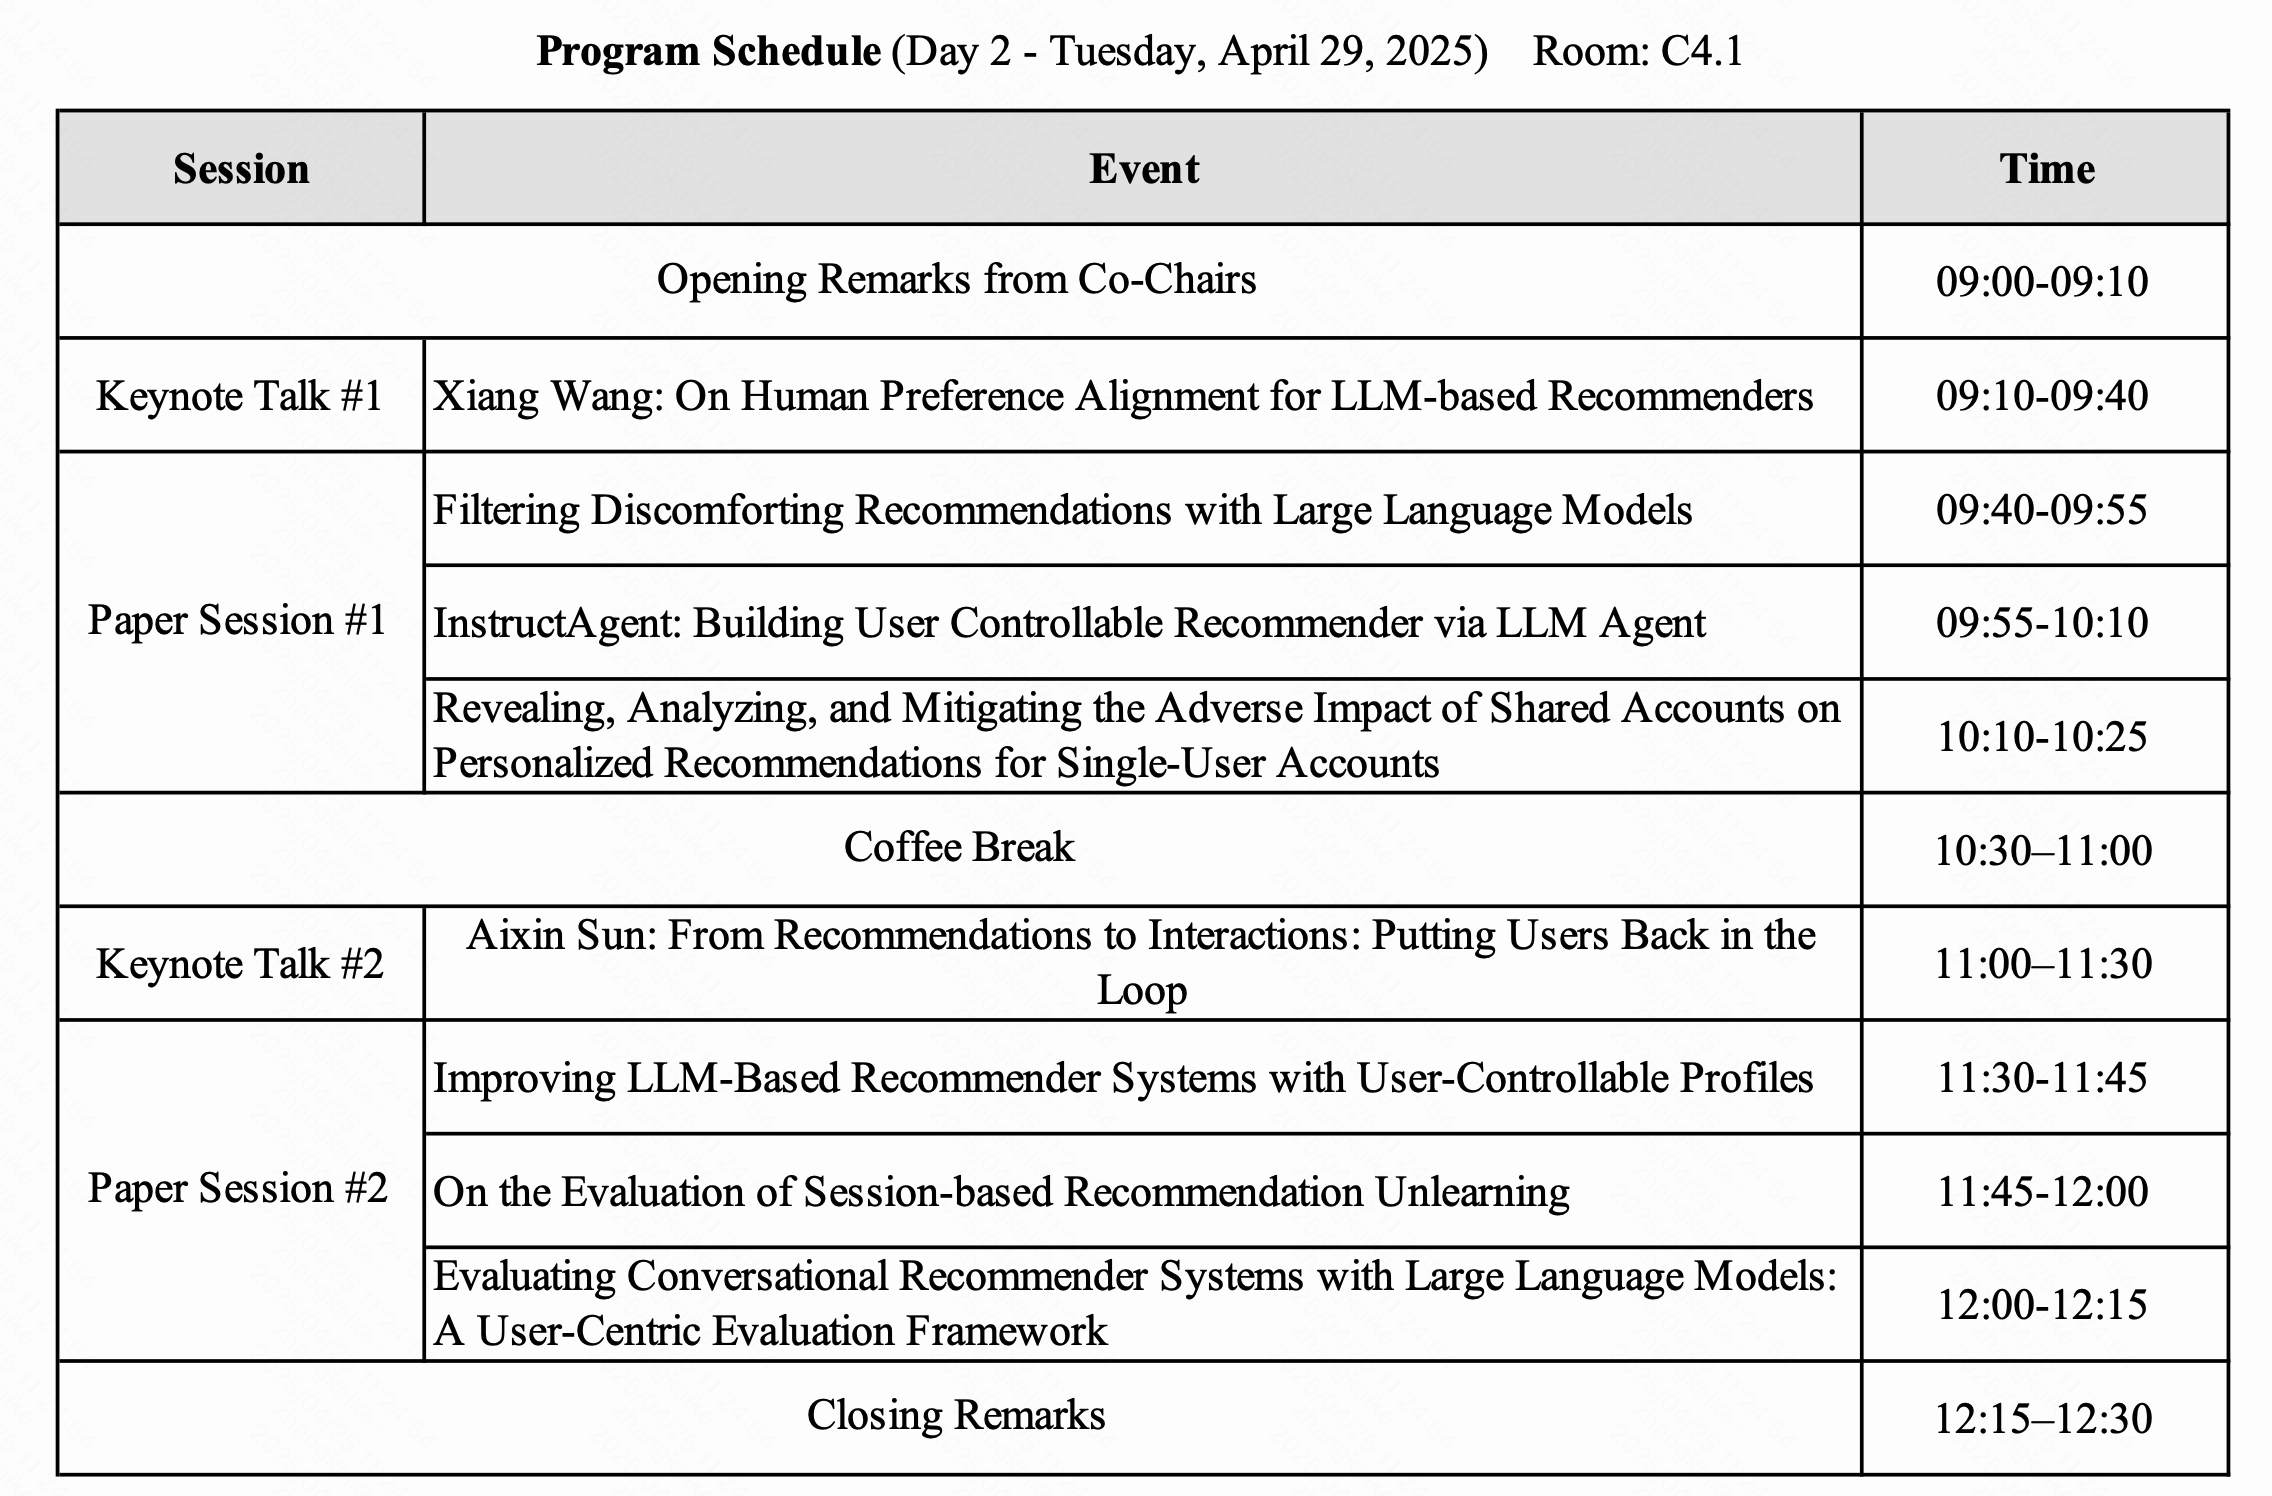 Program Schedule (Day 2 - Tuesday, April 29, 2025) Room: C4.1
Session Event Time
Opening Remarks from Co-Chairs 09:00-09:10
Keynote Talk #1 Xiang Wang: On Human Preference Alignment for LLM-based Recommenders 09:10-09:40
Paper Session #1
Filtering Discomforting Recommendations with Large Language Models 09:40-09:55
InstructAgent: Building User Controllable Recommender via LLM Agent 09:55-10:10
Revealing, Analyzing, and Mitigating the Adverse Impact of Shared Accounts on
Personalized Recommendations for Single-User Accounts
10:10-10:25
Coffee Break 10:30–11:00
Keynote Talk #2
Aixin Sun: From Recommendations to Interactions: Putting Users Back in the
Loop
11:00–11:30
Paper Session #2
Improving LLM-Based Recommender Systems with User-Controllable Profiles 11:30-11:45
On the Evaluation of Session-based Recommendation Unlearning 11:45-12:00
Evaluating Conversational Recommender Systems with Large Language Models:
A User-Centric Evaluation Framework
12:00-12:15
Closing Remarks 12:15–12:30